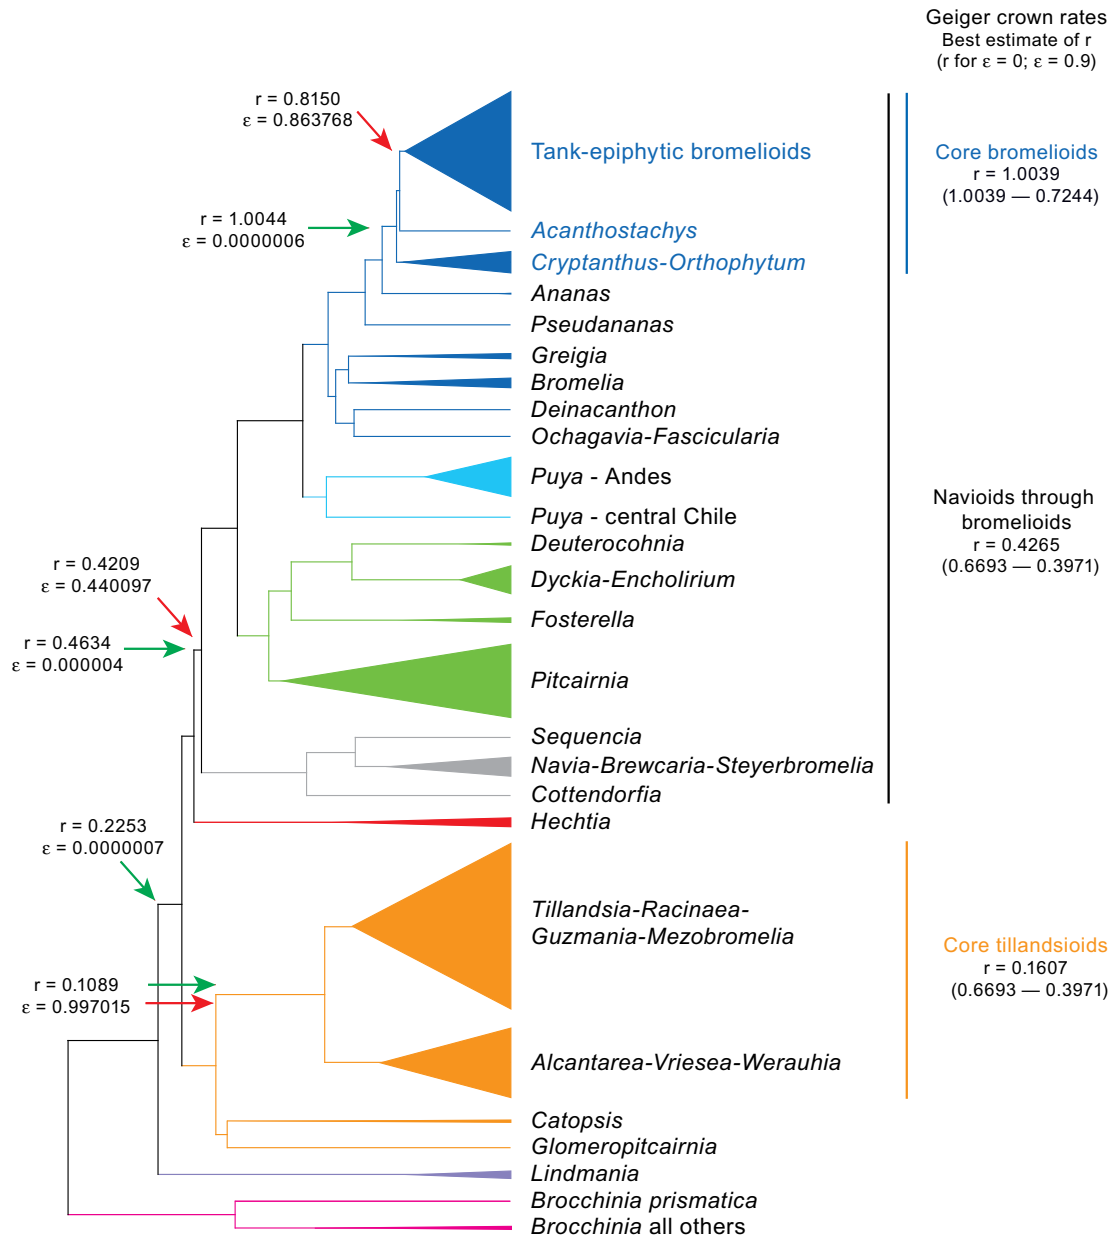 Geiger crown rates
Best estimate of r
(r for ε = 0; ε = 0.9)
r = 0.8150
ε = 0.863768
Tank-epiphytic bromelioids
Core bromelioids
r = 1.0039
(1.0039 — 0.7244)
r = 1.0044
ε = 0.0000006
Acanthostachys
Cryptanthus-Orthophytum
Ananas
Pseudananas
Greigia
Bromelia
Deinacanthon
Ochagavia-Fascicularia
Puya - Andes
Puya - central Chile
Navioids through
bromelioids
r = 0.4265
(0.6693 — 0.3971)
Deuterocohnia
r = 0.4209
ε = 0.440097
Dyckia-Encholirium
Fosterella
r = 0.4634
ε = 0.000004
Pitcairnia
Sequencia
Navia-Brewcaria-Steyerbromelia
Cottendorfia
Hechtia
r = 0.2253
ε = 0.0000007
Tillandsia-Racinaea-
Guzmania-Mezobromelia
Core tillandsioids
r = 0.1607
(0.6693 — 0.3971)
r = 0.1089
ε = 0.997015
Alcantarea-Vriesea-Werauhia
Catopsis
Glomeropitcairnia
Lindmania
Brocchinia prismatica
Brocchinia all others